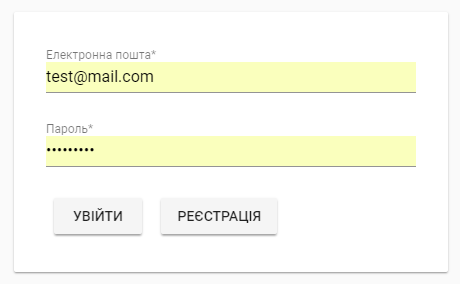 Електронна пошта*
test@mail.com
Пароль*
•••••••••
УВІЙТИ РЕЄСТРАЦІЯ